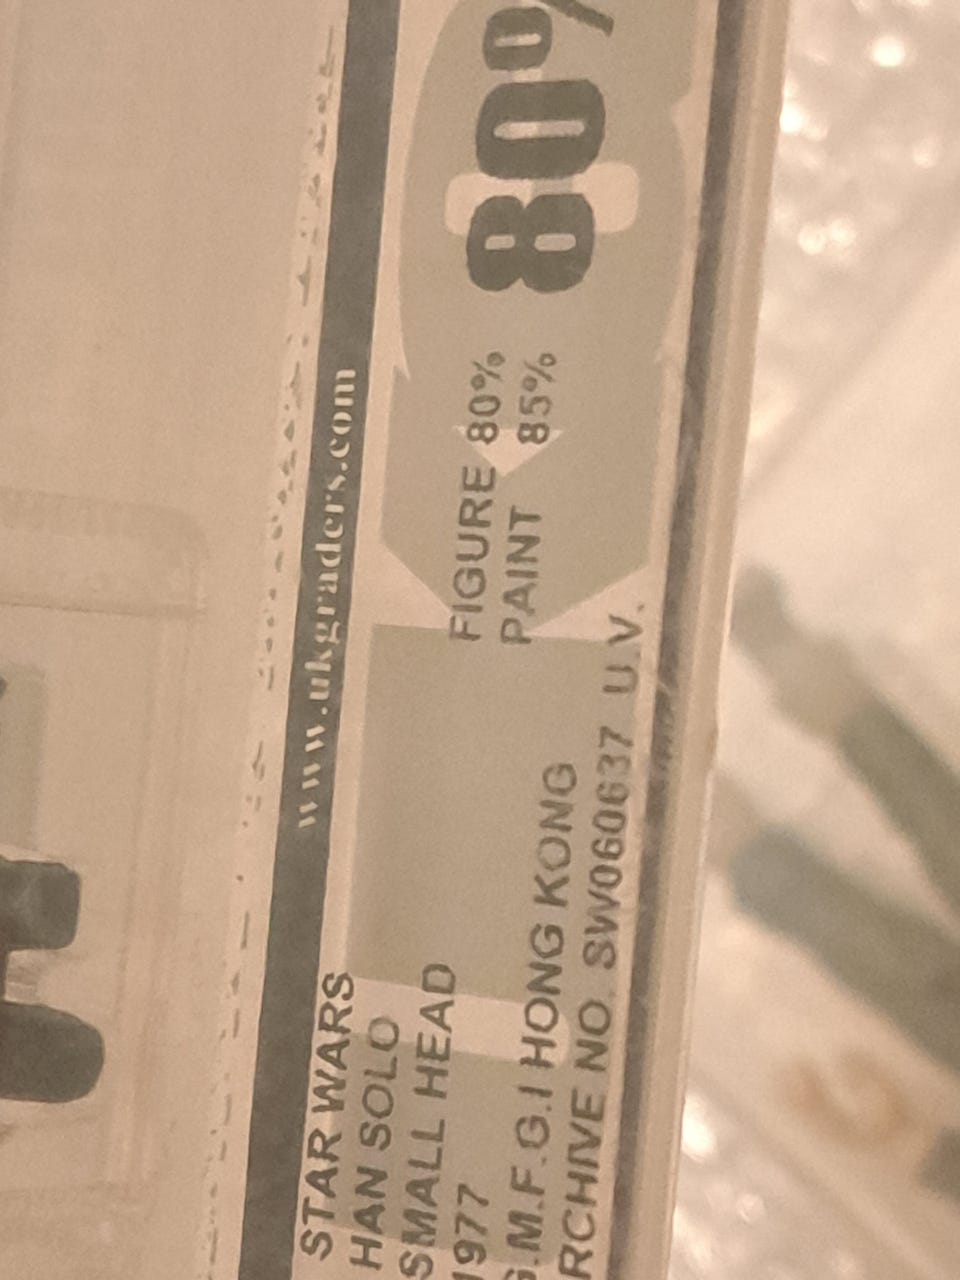 www.ukgraders.com
STAR WARS
HAN SOLO
SMALL HEAD
1977
.M.F.G.I HONG KONG
RCHIVE NO. SW060637 U.V.
FIGURE 80%
PAINT 85%
80%